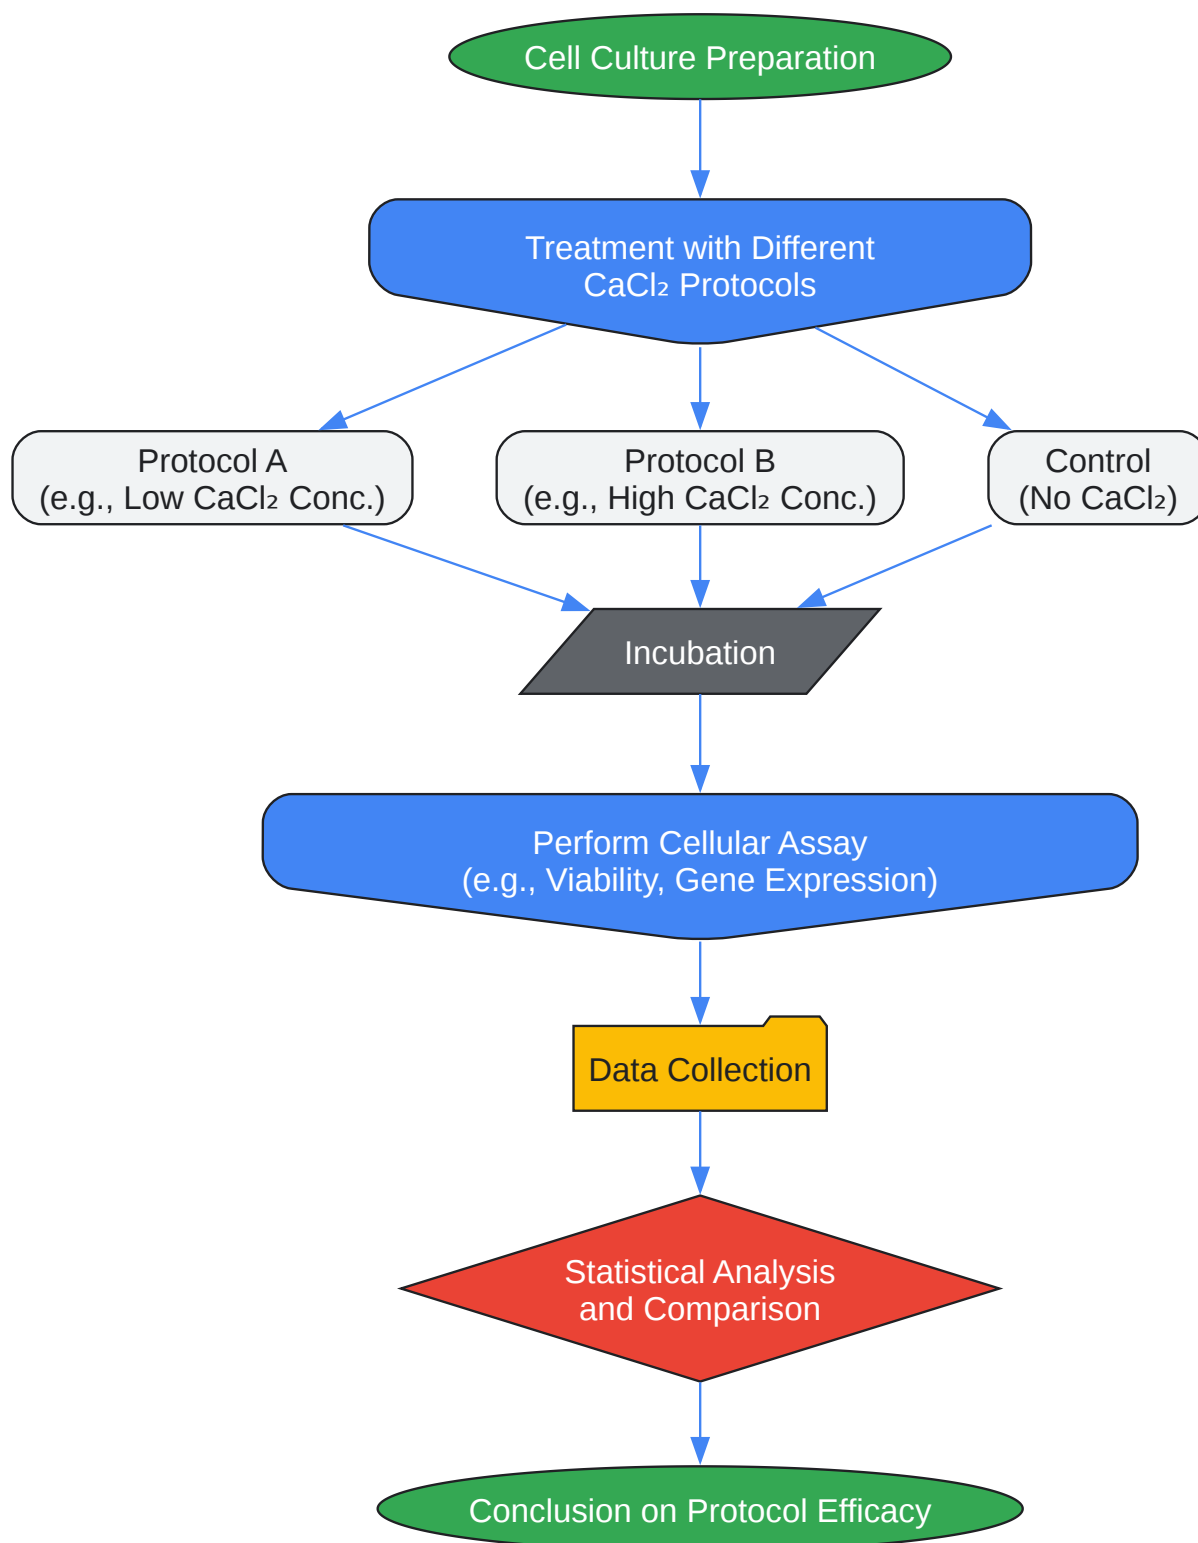 Cell Culture Preparation
Treatment with Different
CaCl₂ Protocols
Protocol A
(e.g., Low CaCl₂ Conc.)
Protocol B
(e.g., High CaCl₂ Conc.)
Control
(No CaCl₂)
Incubation
Perform Cellular Assay
(e.g., Viability, Gene Expression)
Data Collection
Statistical Analysis
and Comparison
Conclusion on Protocol Efficacy